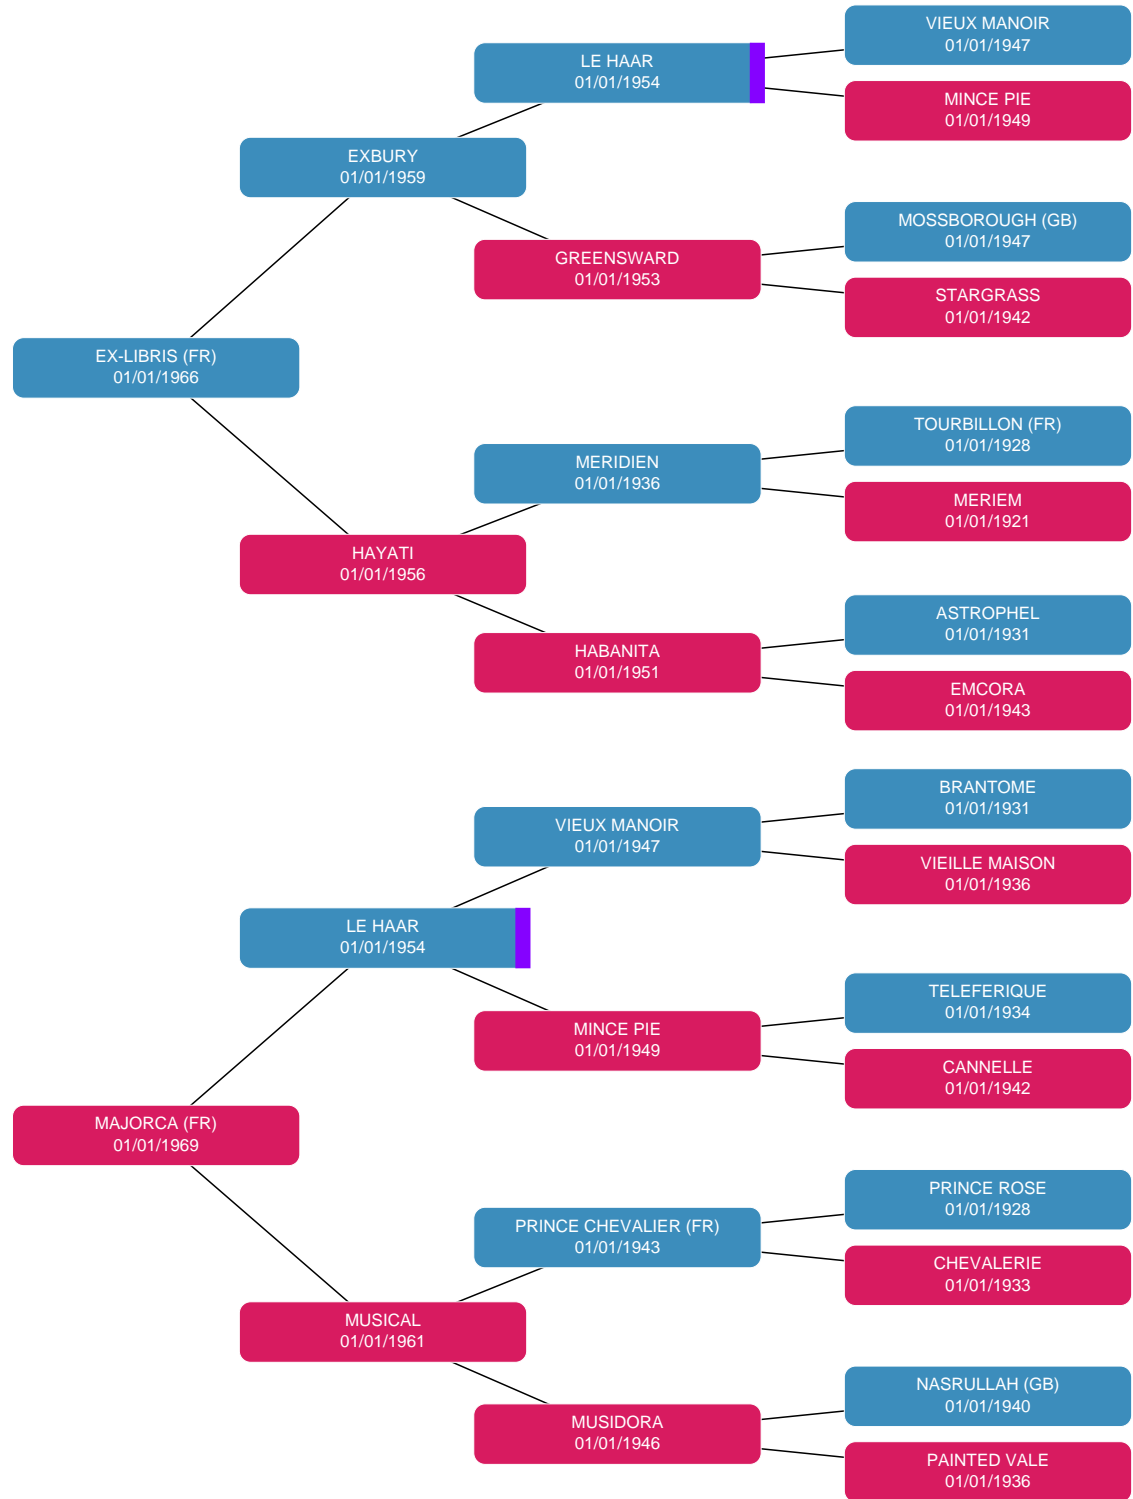 VIEUX MANOIR
01/01/1947
LE HAAR
01/01/1954
MINCE PIE
01/01/1949
EXBURY
01/01/1959
MOSSBOROUGH (GB)
01/01/1947
GREENSWARD
01/01/1953
STARGRASS
01/01/1942
EX-LIBRIS (FR)
01/01/1966
TOURBILLON (FR)
01/01/1928
MERIDIEN
01/01/1936
MERIEM
01/01/1921
HAYATI
01/01/1956
ASTROPHEL
01/01/1931
HABANITA
01/01/1951
EMCORA
01/01/1943
BRANTOME
01/01/1931
VIEUX MANOIR
01/01/1947
VIEILLE MAISON
01/01/1936
LE HAAR
01/01/1954
TELEFERIQUE
01/01/1934
MINCE PIE
01/01/1949
CANNELLE
01/01/1942
MAJORCA (FR)
01/01/1969
PRINCE ROSE
01/01/1928
PRINCE CHEVALIER (FR)
01/01/1943
CHEVALERIE
01/01/1933
MUSICAL
01/01/1961
NASRULLAH (GB)
01/01/1940
MUSIDORA
01/01/1946
PAINTED VALE
01/01/1936